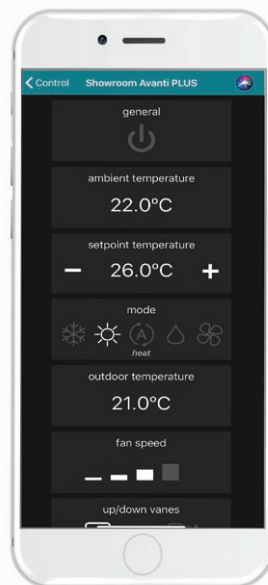 Control Showroom Avanti PLUS
general
ambient temperature
22.0°C
setpoint temperature
− 26.0°C +
mode
A
heat
outdoor temperature
21.0°C
fan speed
up/down vanes